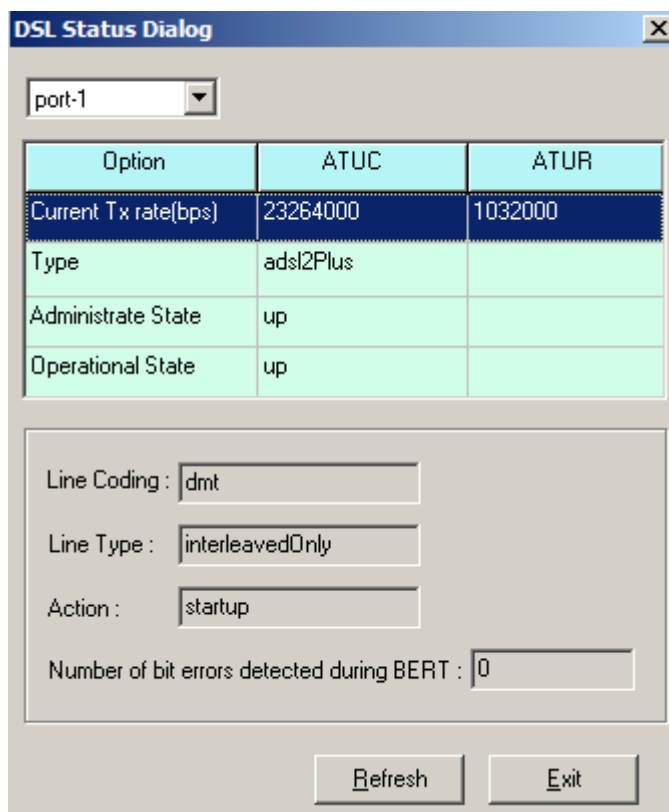 DSL Status Dialog
port-1
Option ATUC ATUR
Current Tx rate(bps) 23264000 1032000
Type adsl2Plus
Administrate State up
Operational State up
Line Coding : dmt
Line Type : interleavedOnly
Action : startup
Number of bit errors detected during BERT : 0
Refresh Exit